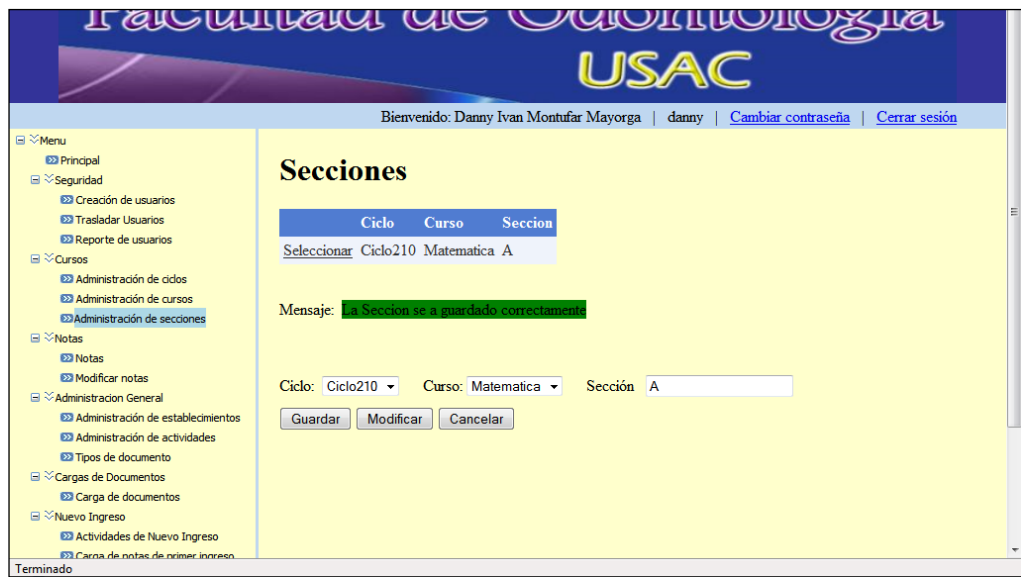 Facultad de Odontología
USAC
Bienvenido: Danny Ivan Montufar Mayorga | danny | Cambiar contraseña | Cerrar sesión
Menu
Principal
Seguridad
Creación de usuarios
Trasladar Usuarios
Reporte de usuarios
Cursos
Administración de ciclos
Administración de cursos
Administración de secciones
Notas
Notas
Modificar notas
Administracion General
Administración de establecimientos
Administración de actividades
Tipos de documento
Cargas de Documentos
Carga de documentos
Nuevo Ingreso
Actividades de Nuevo Ingreso
Carga de notas de primer ingreso
Secciones
Ciclo Curso Seccion
Seleccionar Ciclo210 Matematica A
Mensaje: La Seccion se a guardado correctamente
Ciclo: Ciclo210 Curso: Matematica Sección A
Guardar Modificar Cancelar
Terminado